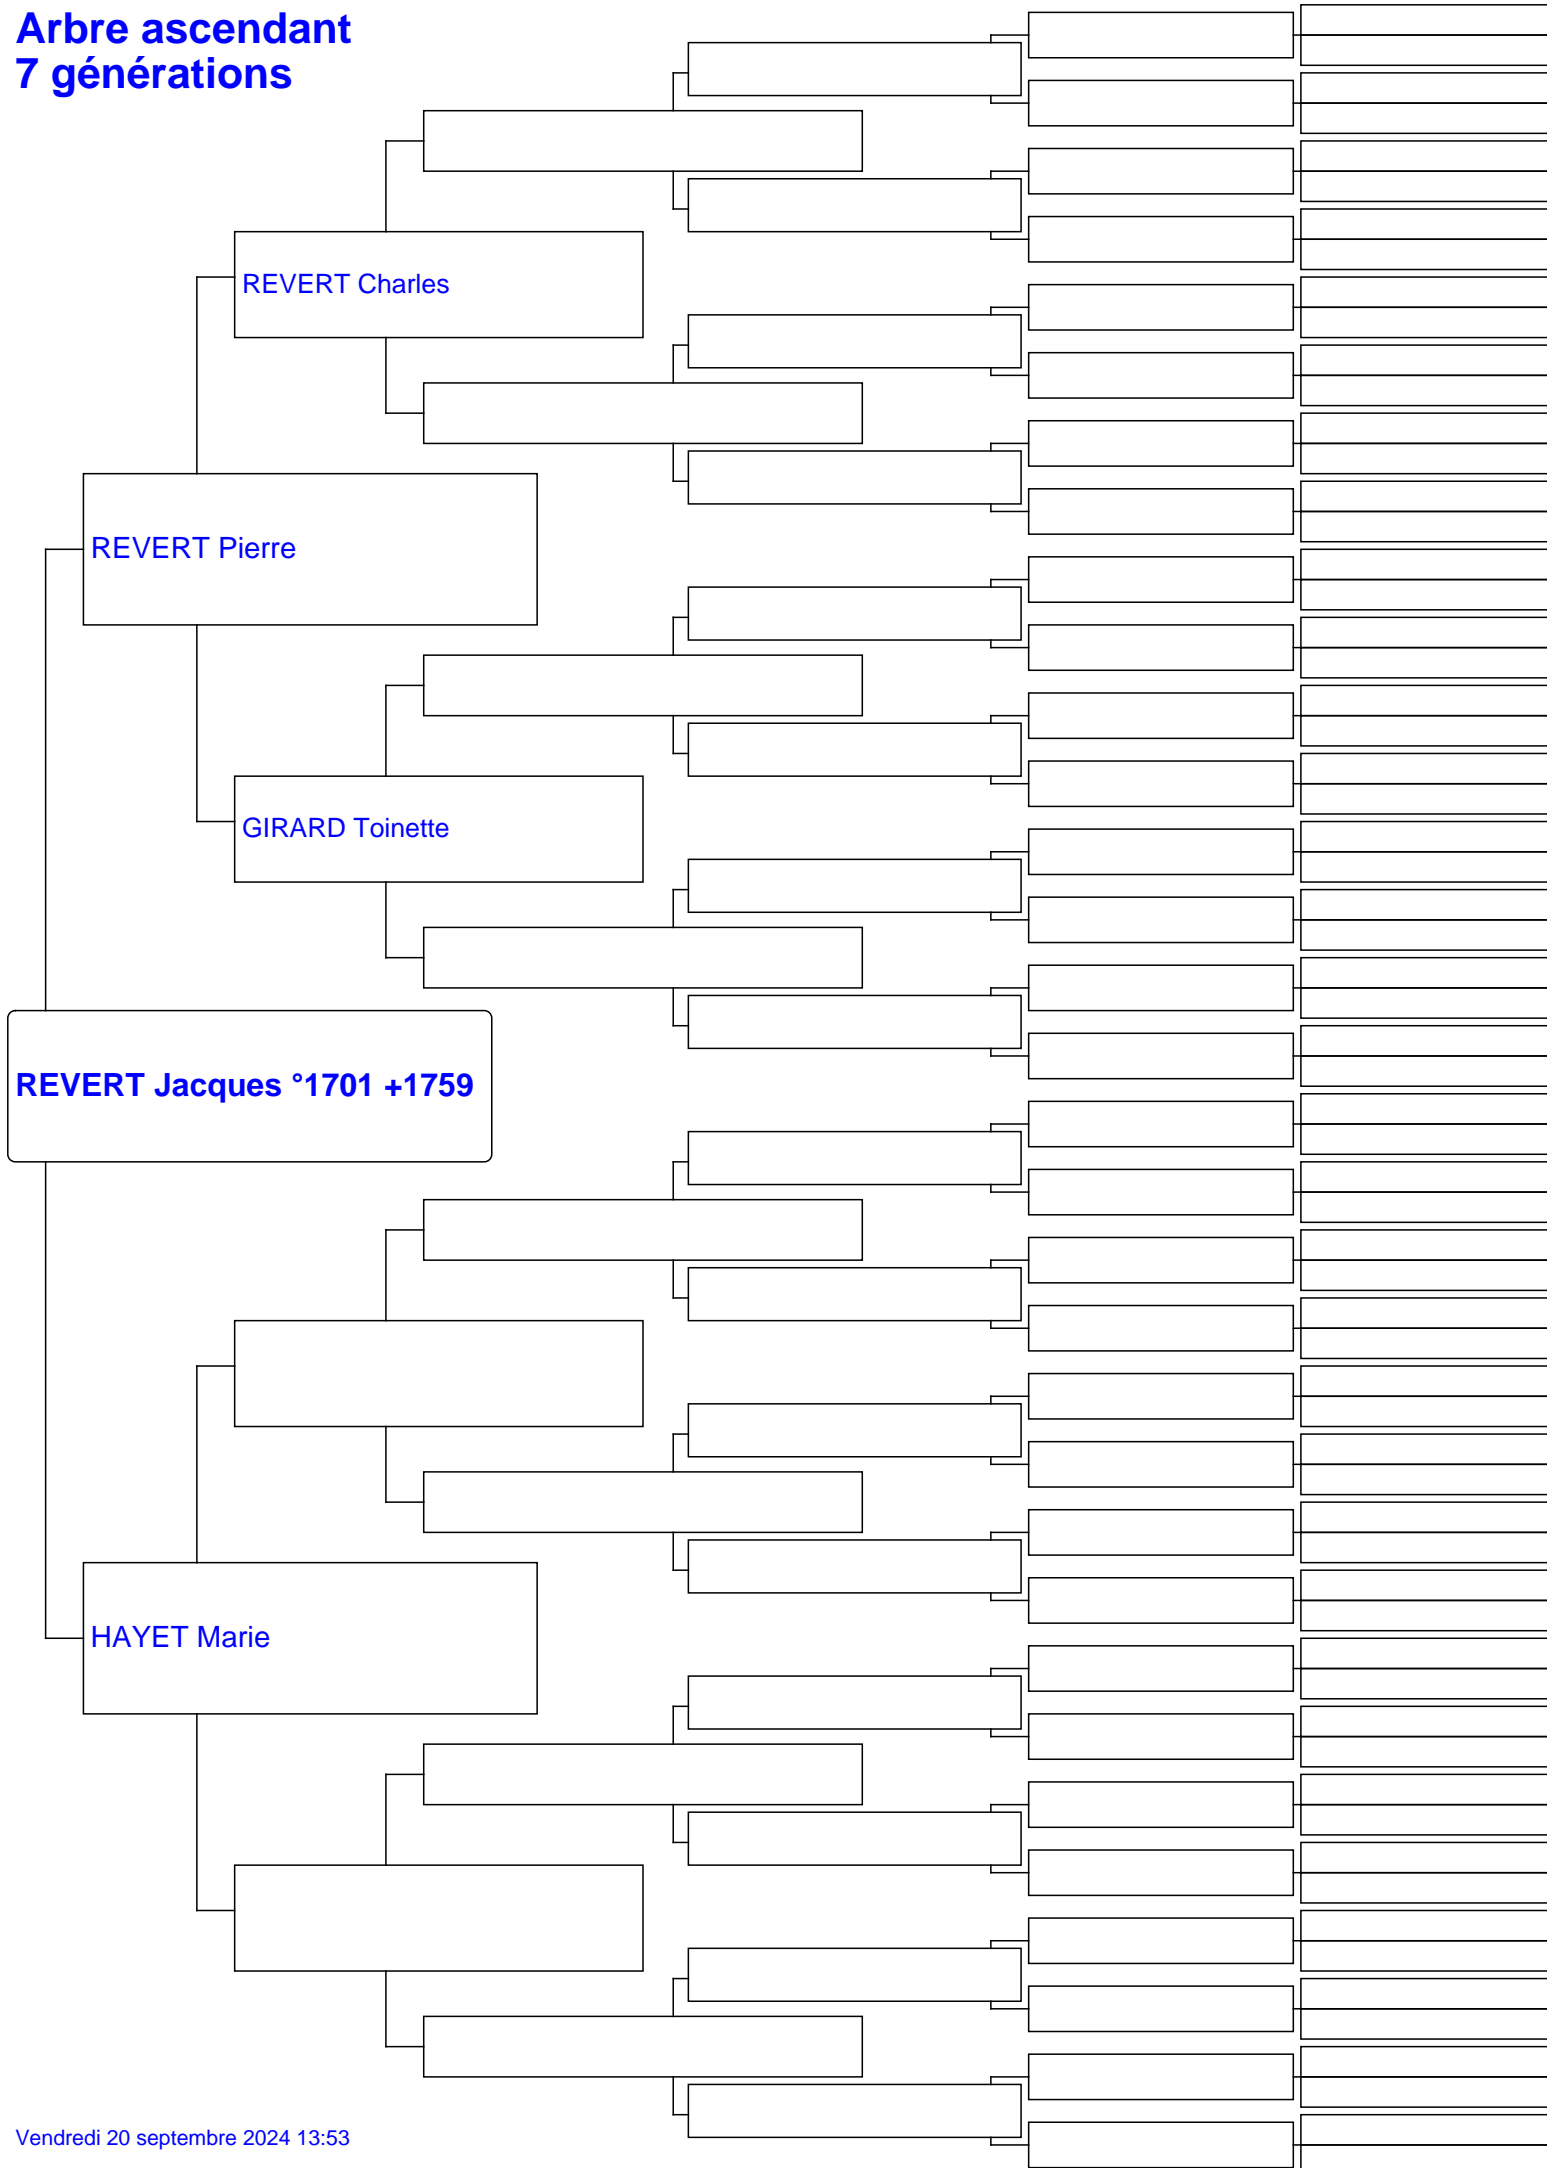 Arbre ascendant
7 générations
REVERT Charles
REVERT Pierre
GIRARD Toinette
REVERT Jacques °1701 +1759
HAYET Marie
Vendredi 20 septembre 2024 13:53